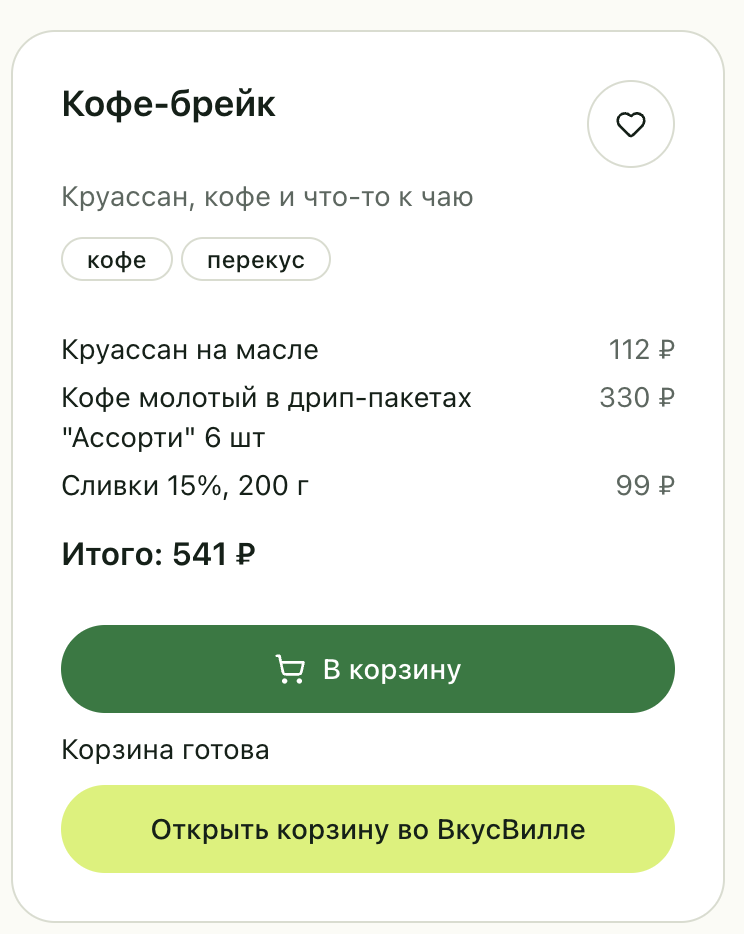 Кофе-брейк
Круассан, кофе и что-то к чаю
кофе перекус
Круассан на масле 112 ₽
Кофе молотый в дрип-пакетах 330 ₽
"Ассорти" 6 шт
Сливки 15%, 200 г 99 ₽
Итого: 541 ₽
В корзину
Корзина готова
Открыть корзину во ВкусВилле